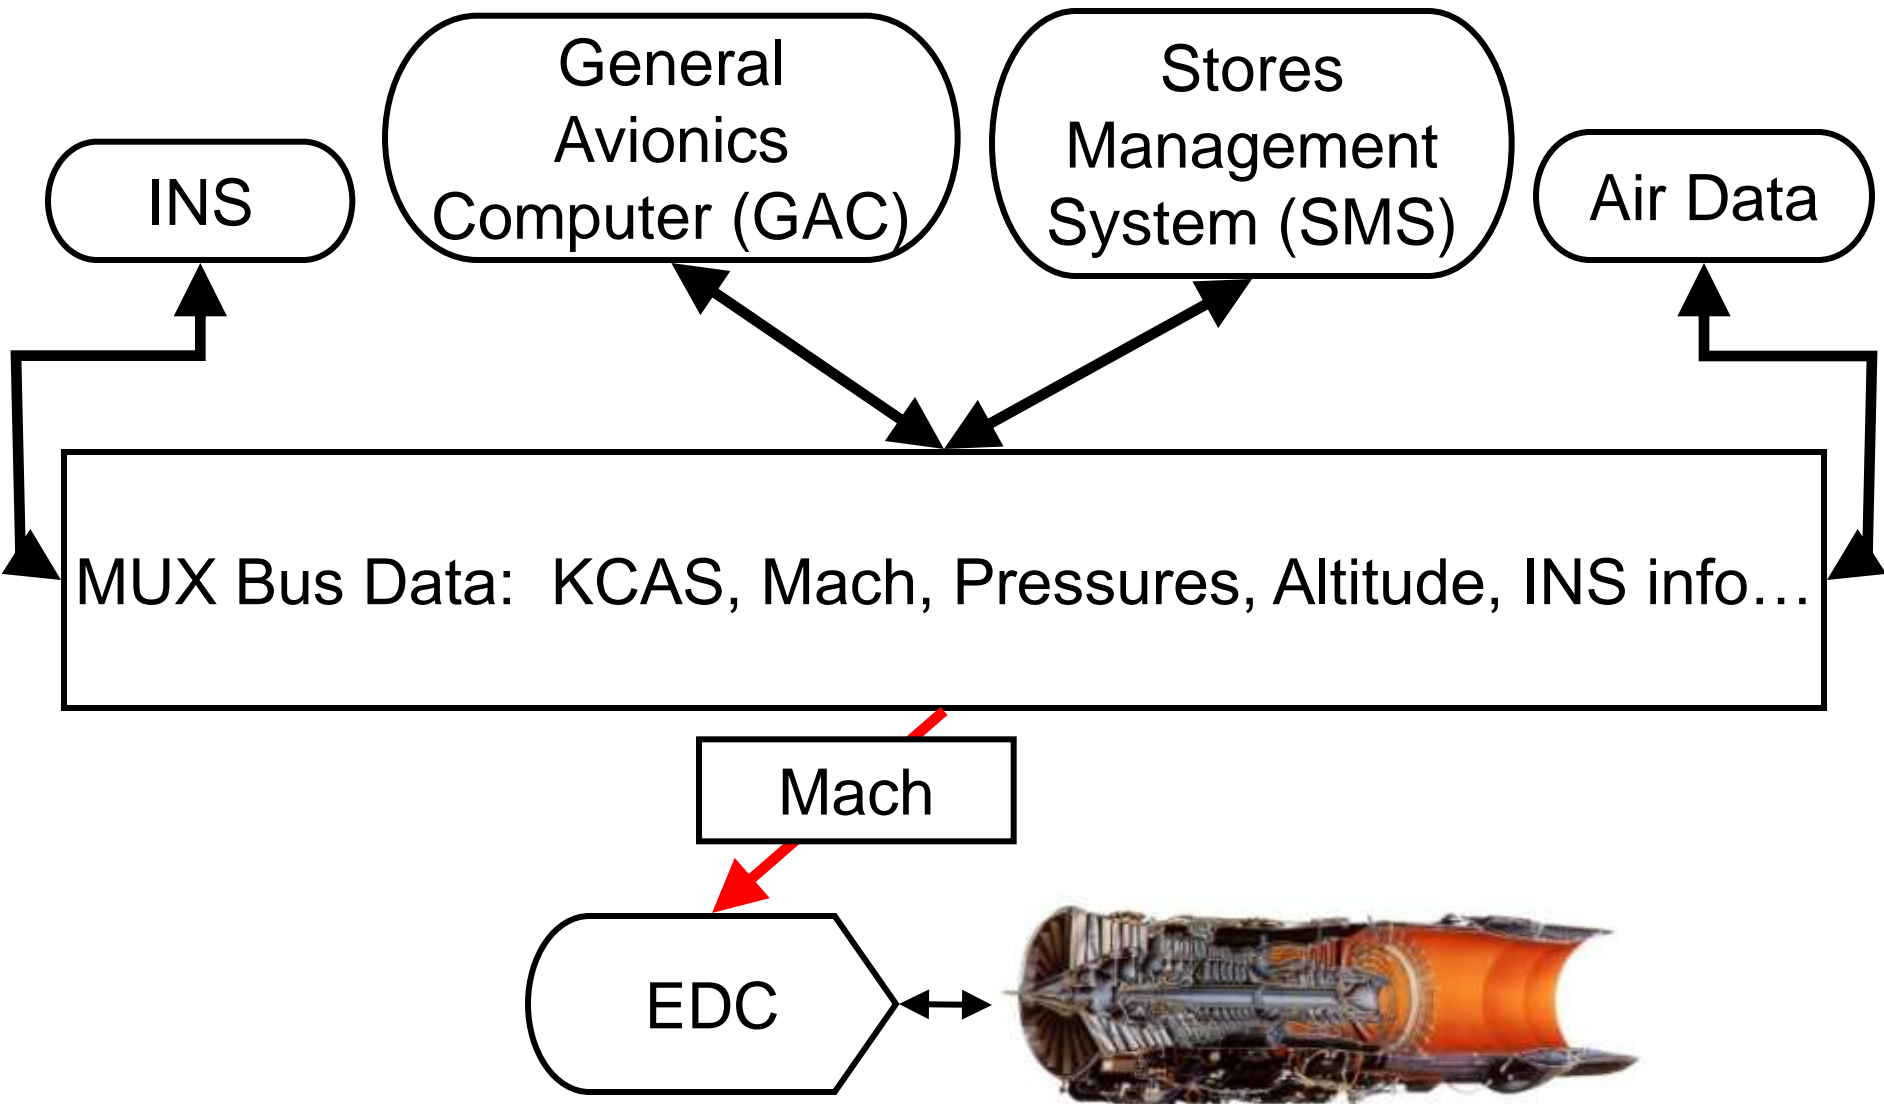 General
Avionics
Computer (GAC)
Stores
Management
System (SMS)
INS
Air Data
MUX Bus Data:  KCAS, Mach, Pressures, Altitude, INS info…
Mach
EDC